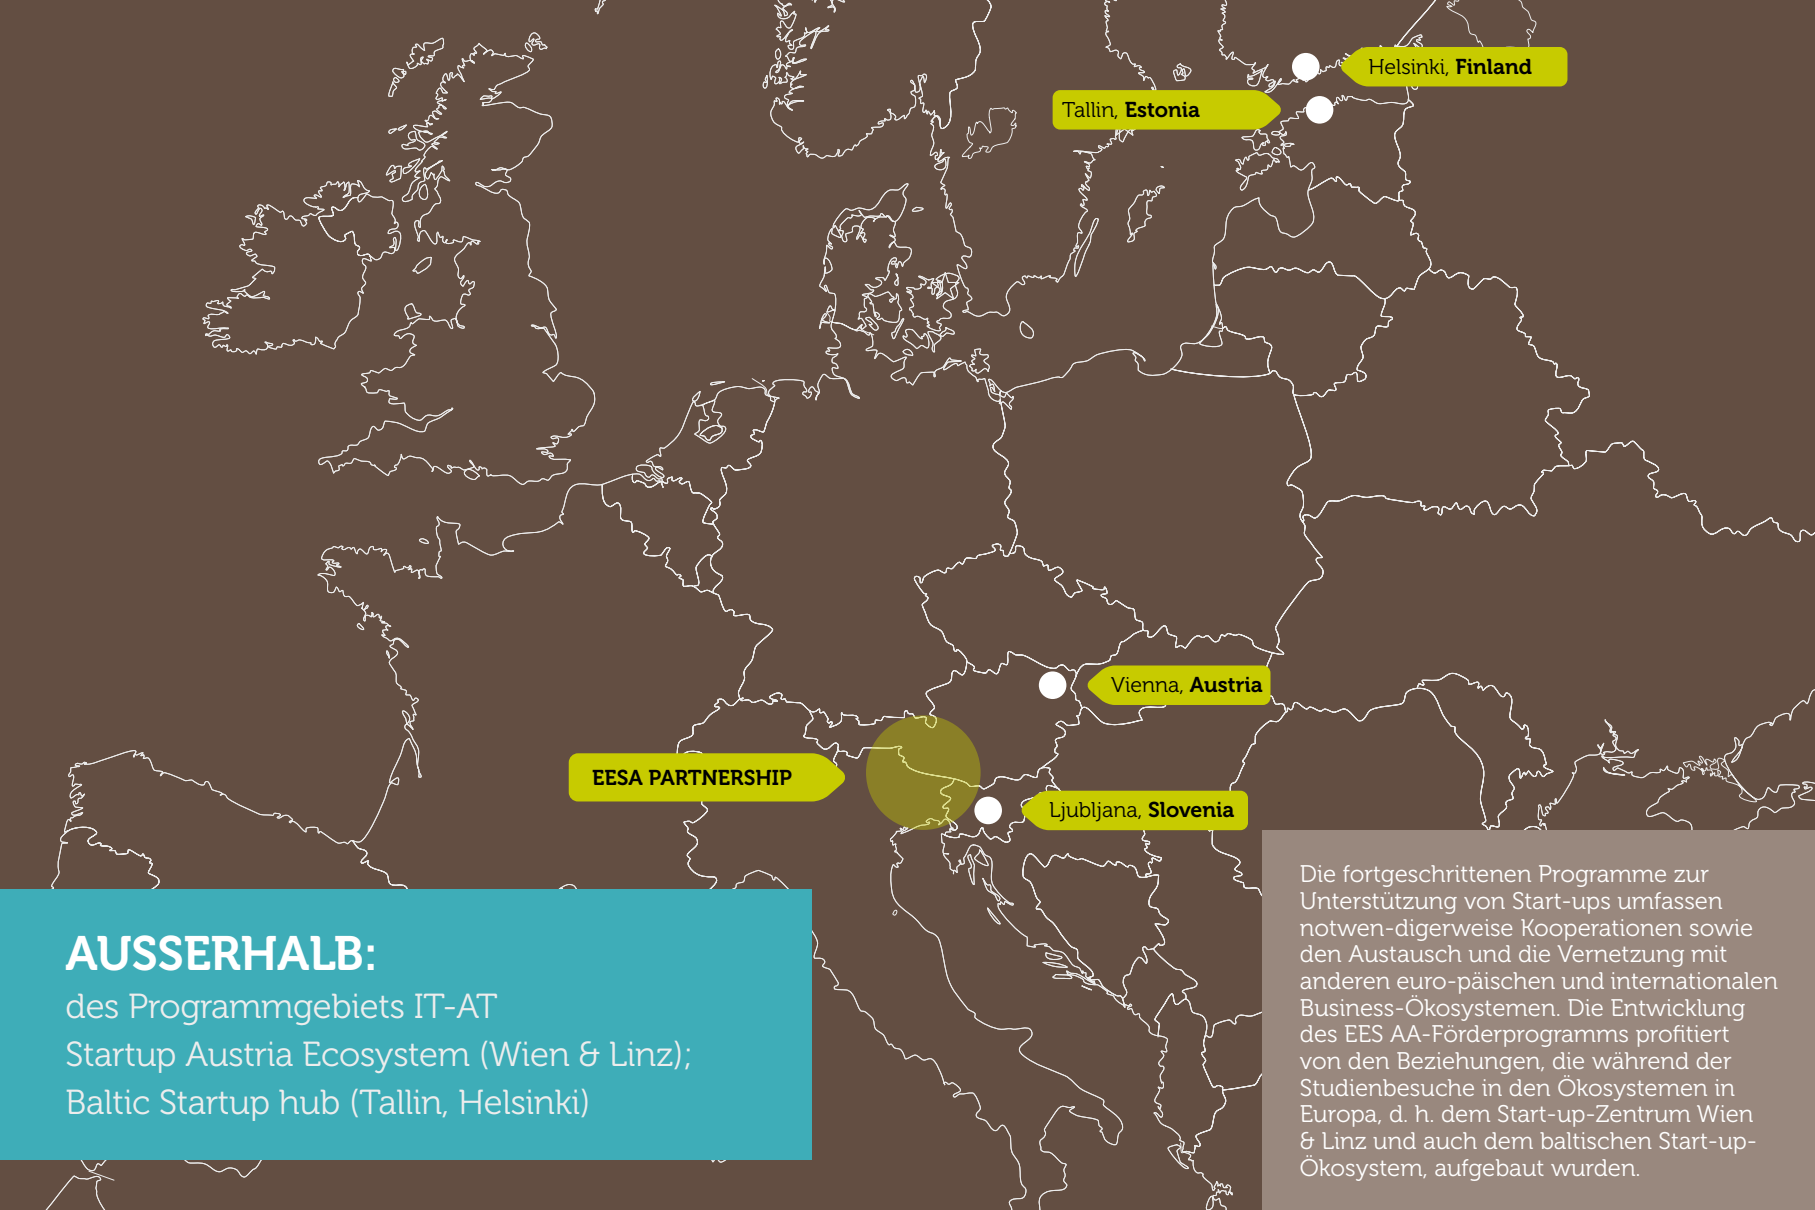 Helsinki, Finland
Tallin, Estonia
Vienna, Austria
EESA PARTNERSHIP
Ljubljana, Slovenia
AUSSERHALB:
des Programmgebiets IT-AT
Startup Austria Ecosystem (Wien & Linz);
Baltic Startup hub (Tallin, Helsinki)
Die fortgeschrittenen Programme zur
Unterstützung von Start-ups umfassen
notwen-digerweise Kooperationen sowie
den Austausch und die Vernetzung mit
anderen euro-päischen und internationalen
Business-Ökosystemen. Die Entwicklung
des EES AA-Förderprogramms profitiert
von den Beziehungen, die während der
Studienbesuche in den Ökosystemen in
Europa, d. h. dem Start-up-Zentrum Wien
& Linz und auch dem baltischen Start-up-
Ökosystem, aufgebaut wurden.